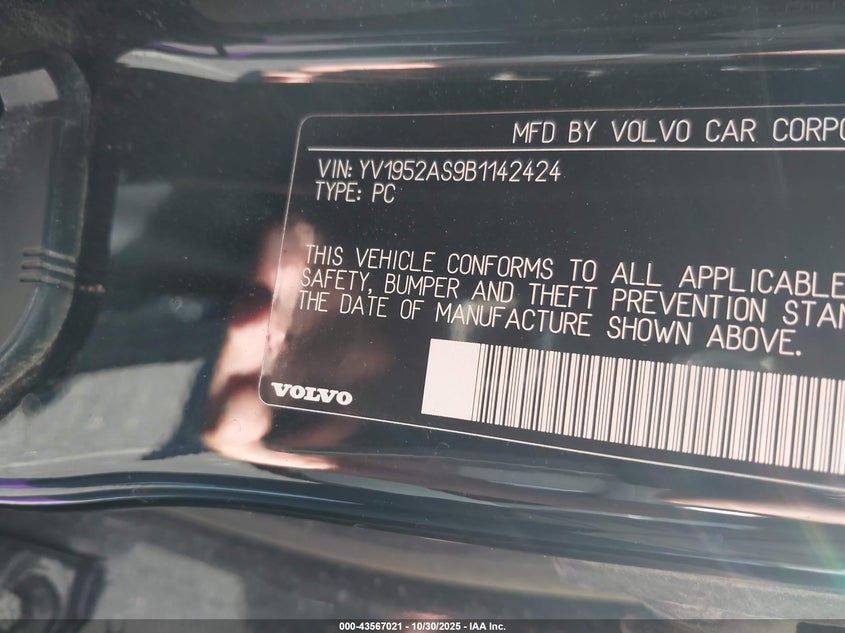 MFD BY VOLVO CAR CORPO
VIN: YV1952AS9B1142424
TYPE: PC
THIS VEHICLE CONFORMS TO ALL APPLICABLE
SAFETY, BUMPER AND THEFT PREVENTION STAN
THE DATE OF MANUFACTURE SHOWN ABOVE.
VOLVO
000-43567021 - 10/30/2025 - IAA Inc.